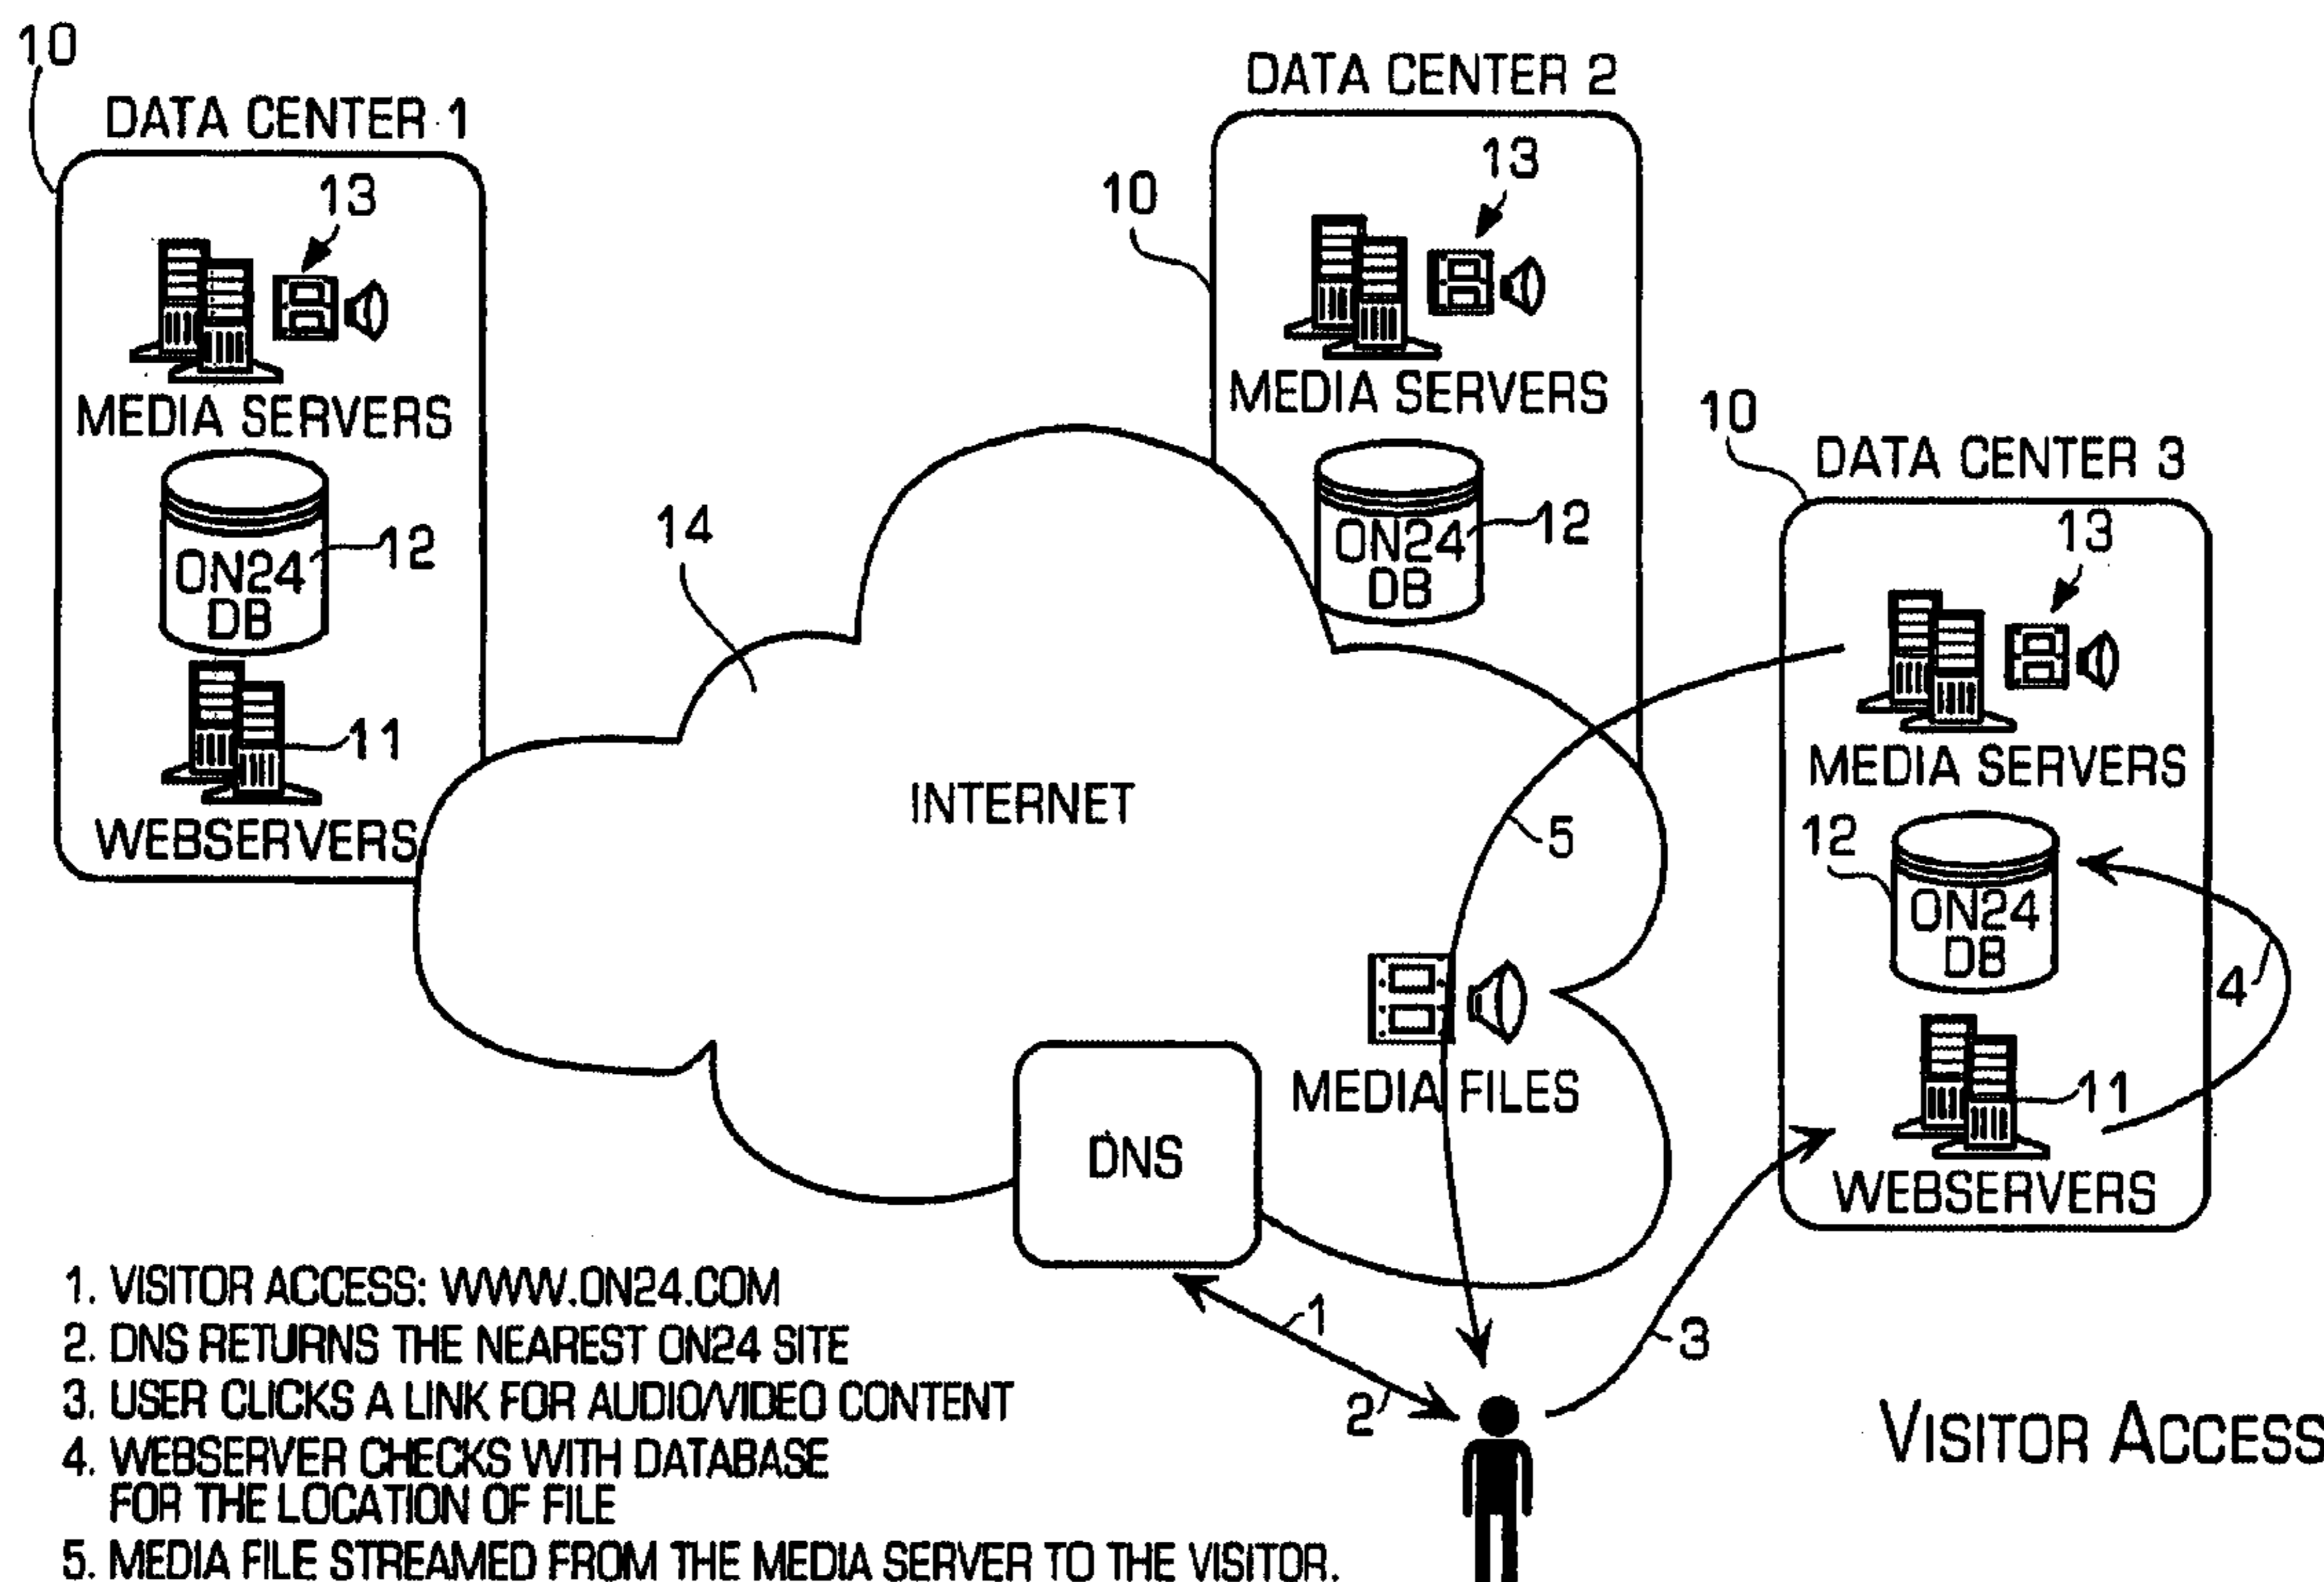 10
DATA CENTER 1
13
MEDIA SERVERS
ON24
DB
12
11
WEBSERVERS
DATA CENTER 2
10
13
MEDIA SERVERS
ON24
DB
12
14
INTERNET
10
DATA CENTER 3
13
MEDIA SERVERS
12
ON24
DB
4
11
WEBSERVERS
5
MEDIA FILES
DNS
1
2
3
1. VISITOR ACCESS: WWW.ON24.COM
2. DNS RETURNS THE NEAREST ON24 SITE
3. USER CLICKS A LINK FOR AUDIO/VIDEO CONTENT
4. WEBSERVER CHECKS WITH DATABASE
FOR THE LOCATION OF FILE
5. MEDIA FILE STREAMED FROM THE MEDIA SERVER TO THE VISITOR.
VISITOR ACCESS